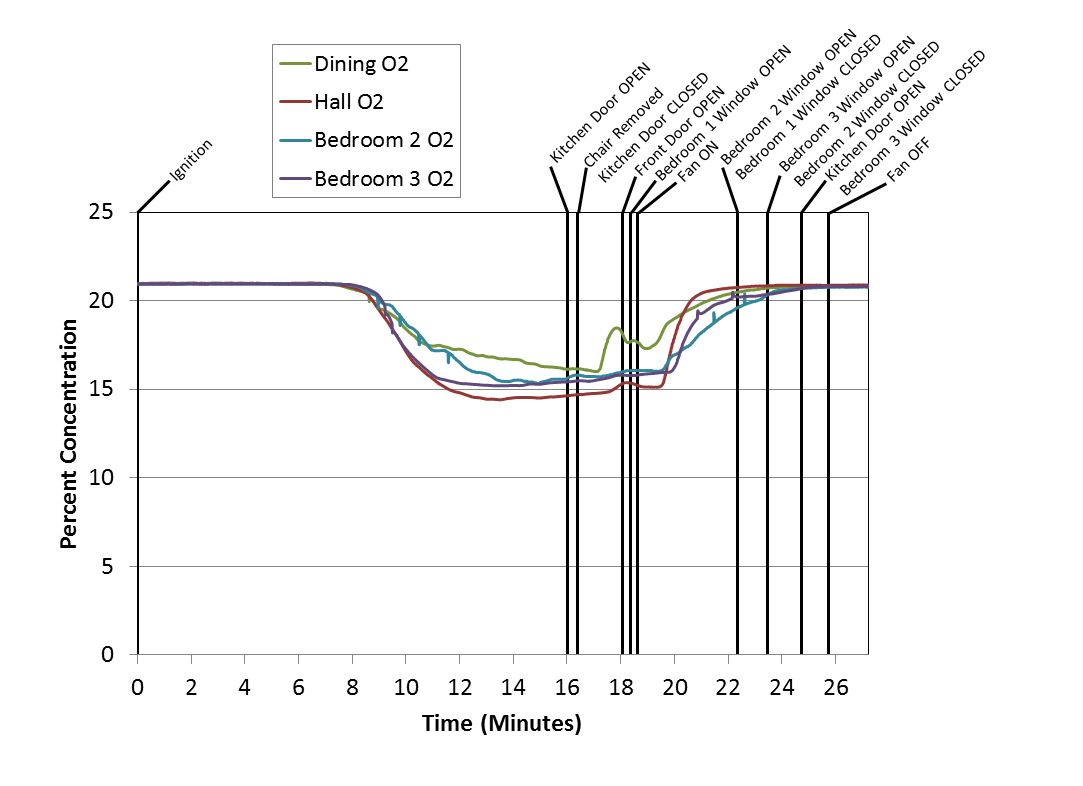 Dining O2
Hall O2
Bedroom 2 O2
Bedroom 3 O2
Ignition
Kitchen Door OPEN
Chair Removed
Kitchen Door CLOSED
Front Door OPEN
Bedroom 1 Window OPEN
Fan ON
Bedroom 2 Window OPEN
Bedroom 1 Window CLOSED
Bedroom 3 Window OPEN
Bedroom 2 Window CLOSED
Kitchen Door OPEN
Bedroom 3 Window CLOSED
Fan OFF
25
20
15
10
5
0
Percent Concentration
0 2 4 6 8 10 12 14 16 18 20 22 24 26
Time (Minutes)